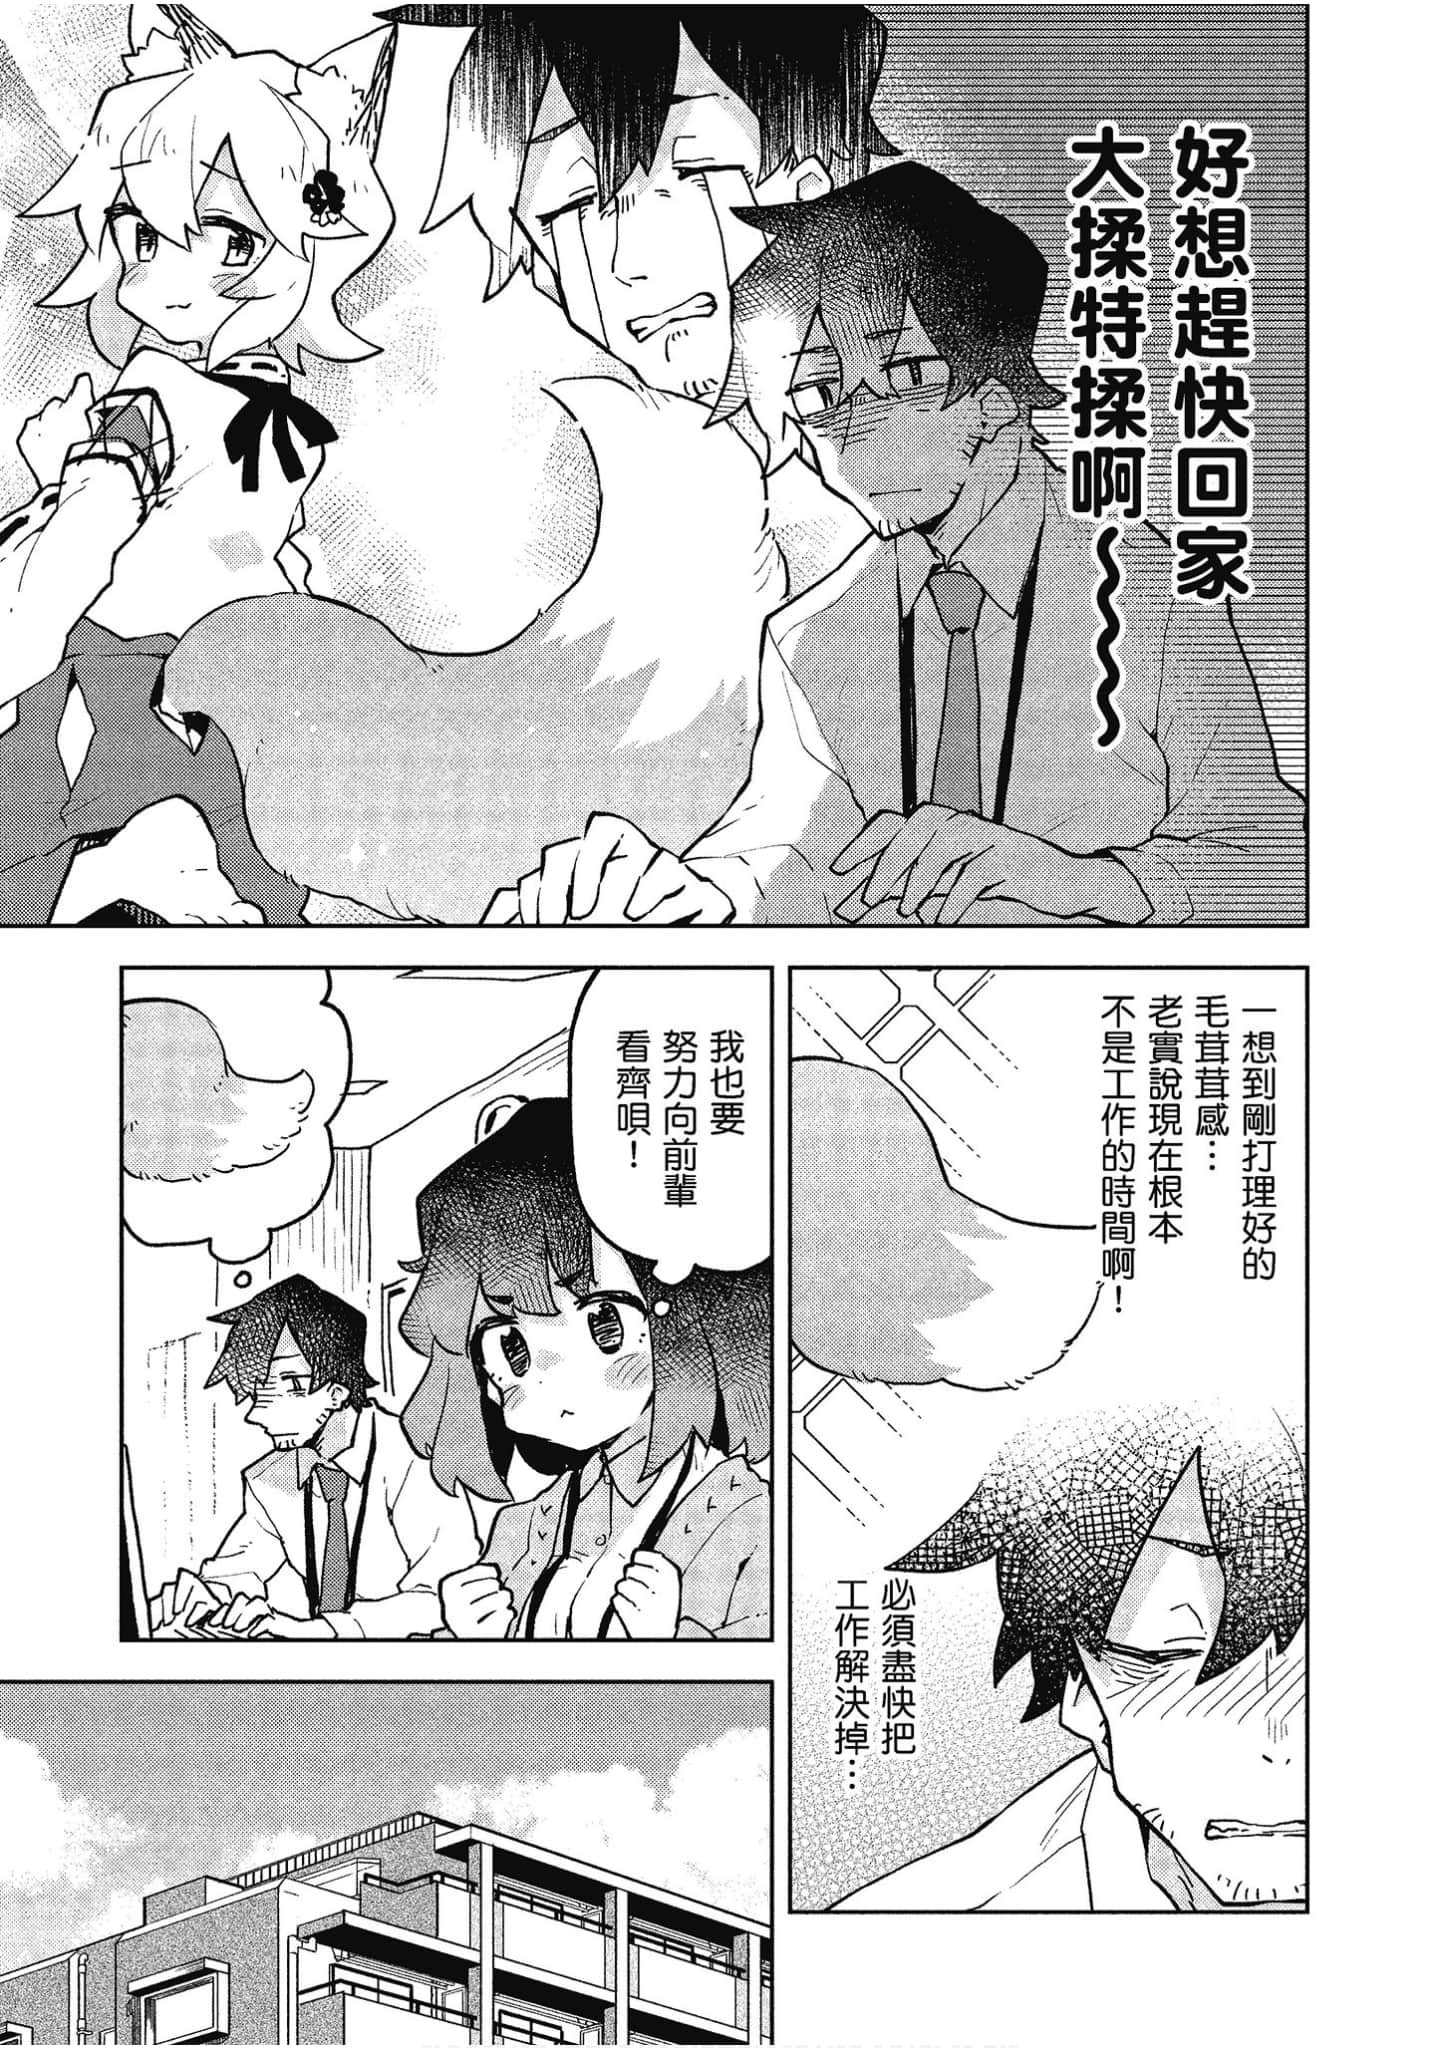 好想趕快回家
大揉特揉啊～～～
一想到剛打理好的
毛茸茸感…
老實說現在根本
不是工作的時間啊！
必須盡快把
工作解決掉…
我也要
努力向前輩
看齊唄！